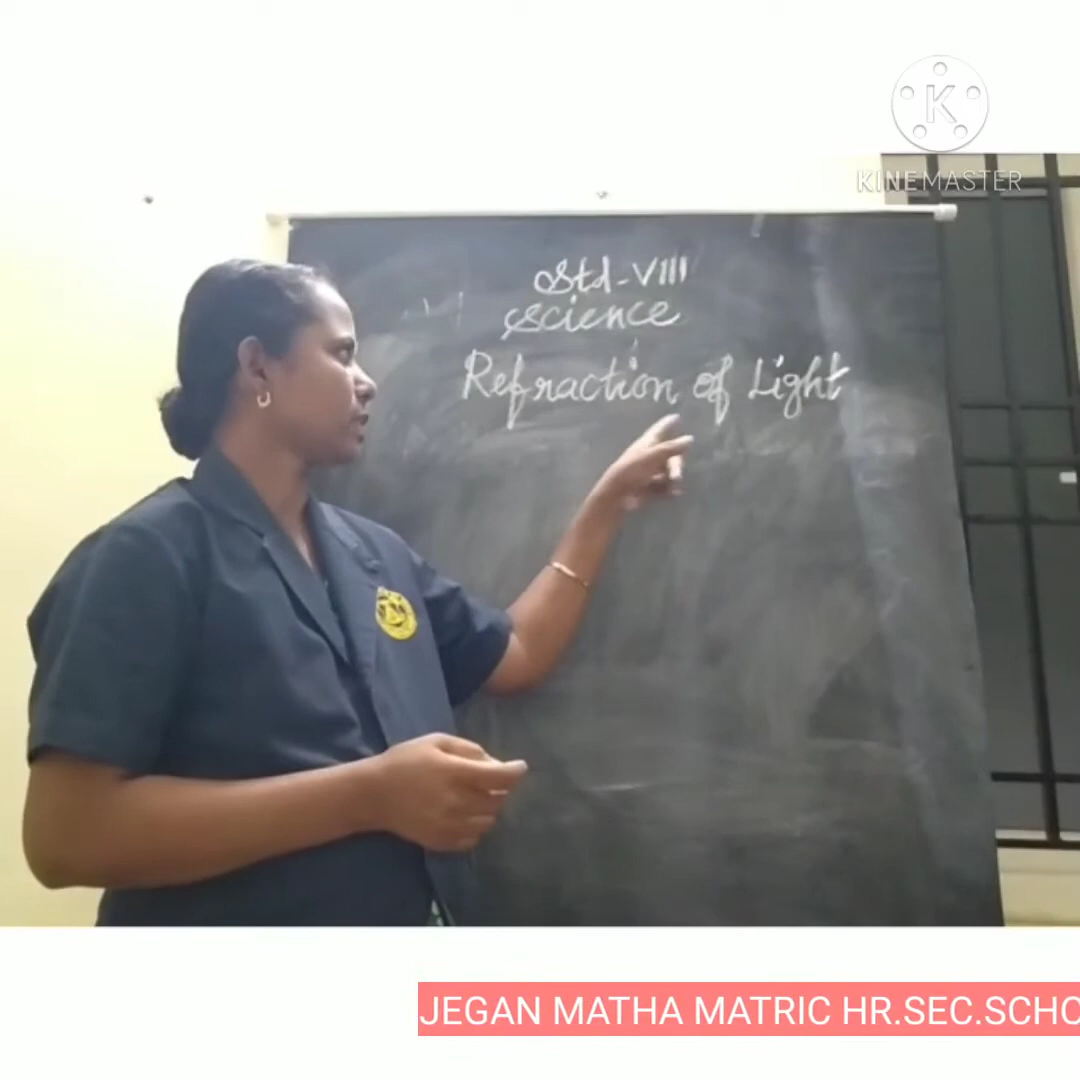 KINEMASTER
Std-VIII
Science
Refraction of Light
JEGAN MATHA MATRIC HR.SEC.SCHO